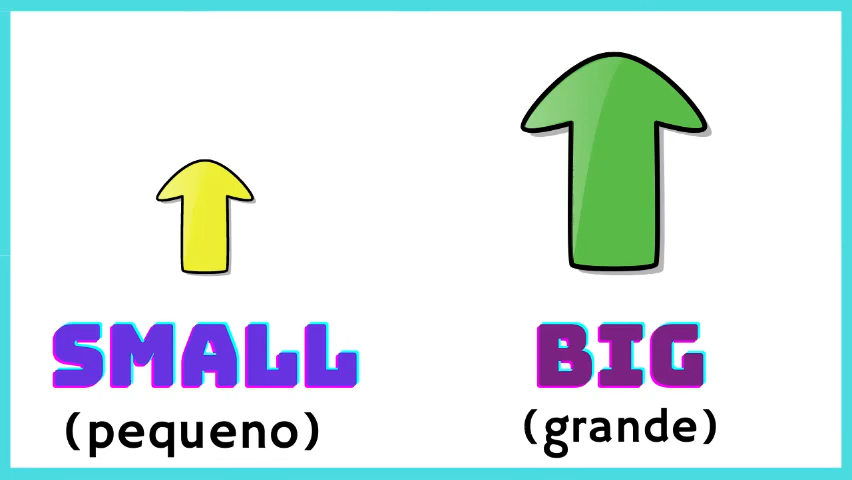 SMALL
(pequeno)
BIG
(grande)